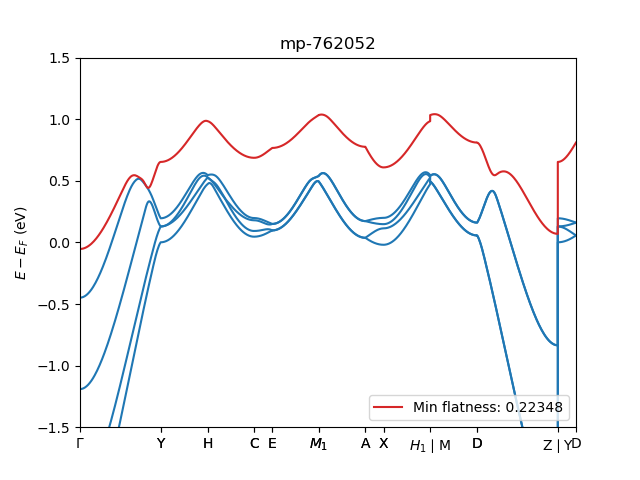 mp-762052
E − E_F (eV)
1.5
1.0
0.5
0.0
−0.5
−1.0
−1.5
Min flatness: 0.22348
Γ Y H C E M₁ A X H₁ | M D Z | Y D